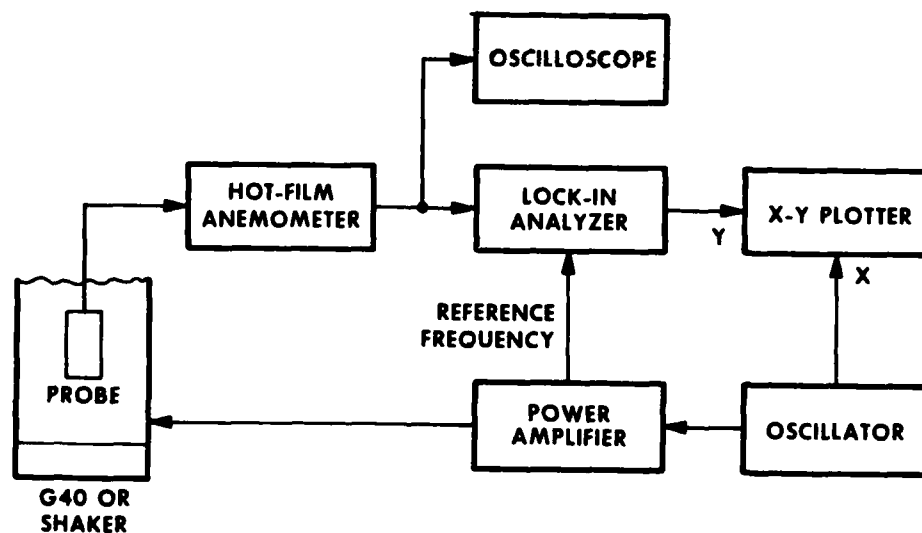 OSCILLOSCOPE
HOT-FILM
ANEMOMETER
LOCK-IN
ANALYZER
Y
X-Y PLOTTER
X
REFERENCE
FREQUENCY
PROBE
POWER
AMPLIFIER
OSCILLATOR
G40 OR
SHAKER